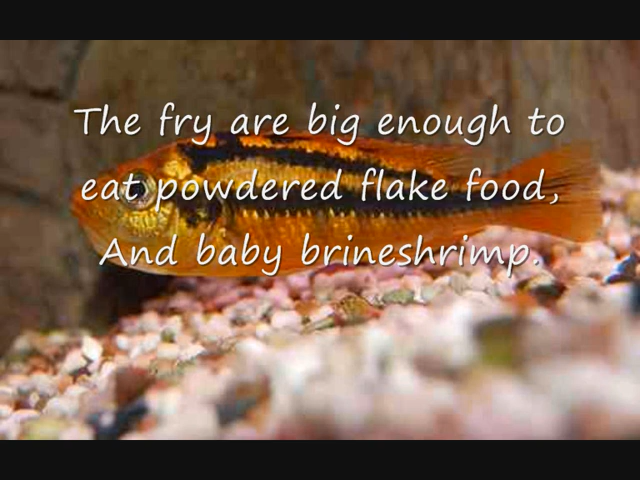 The fry are big enough to
eat powdered flake food,
And baby brineshrimp.